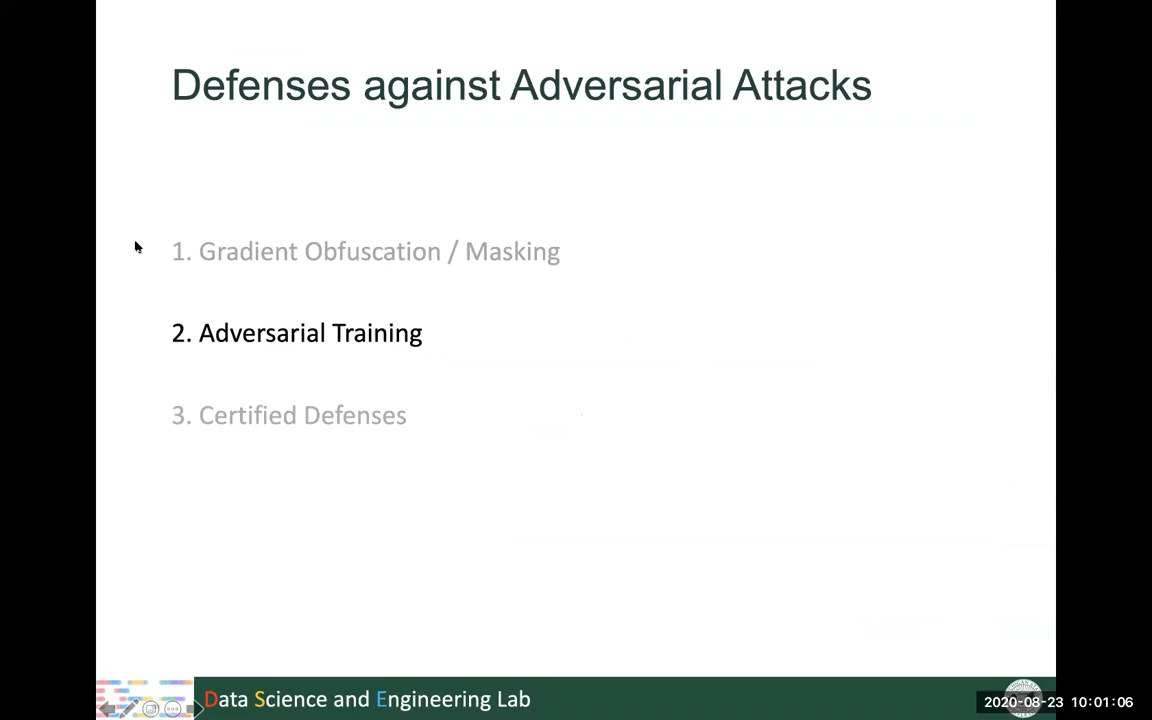 Defenses against Adversarial Attacks
1. Gradient Obfuscation / Masking
2. Adversarial Training
3. Certified Defenses
Data Science and Engineering Lab
2020-08-23 10:01:06